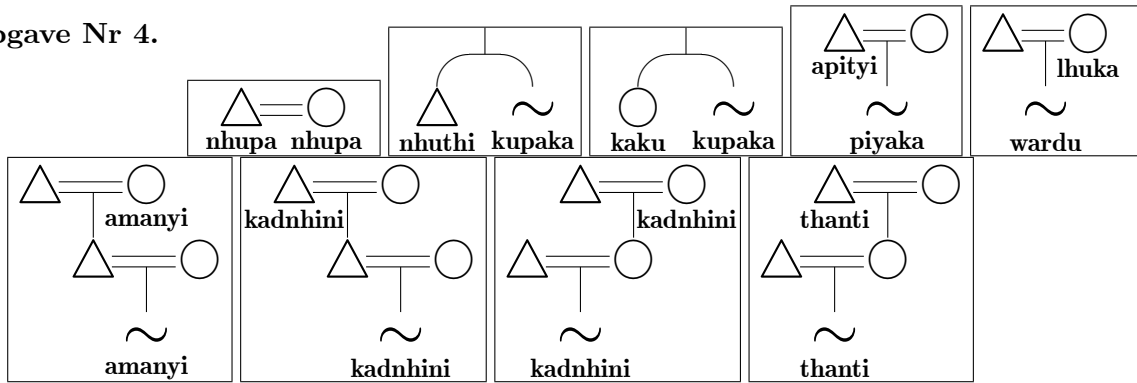 pgave Nr 4.
nhupa nhupa
nhuthi kupaka
kaku kupaka
apityi
piyaka
lhuka
wardu
amanyi
amanyi
kadnhini
kadnhini
kadnhini
kadnhini
thanti
thanti